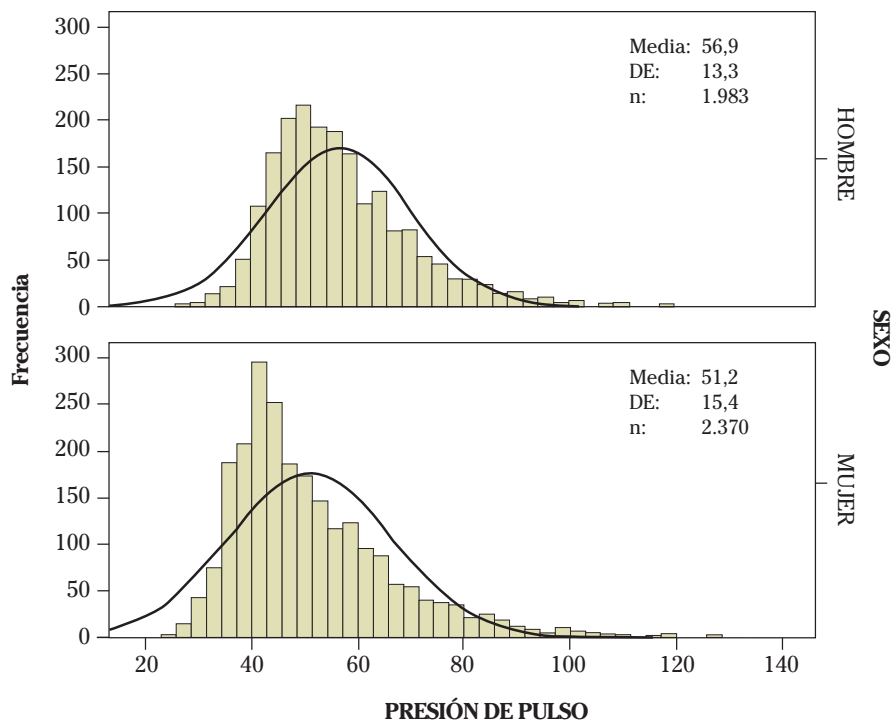 300
250
200
150
100
50
0
Media: 56,9
DE: 13,3
n: 1.983
HOMBRE
Frecuencia
SEXO
300
250
200
150
100
50
0
Media: 51,2
DE: 15,4
n: 2.370
MUJER
20 40 60 80 100 120 140
PRESIÓN DE PULSO